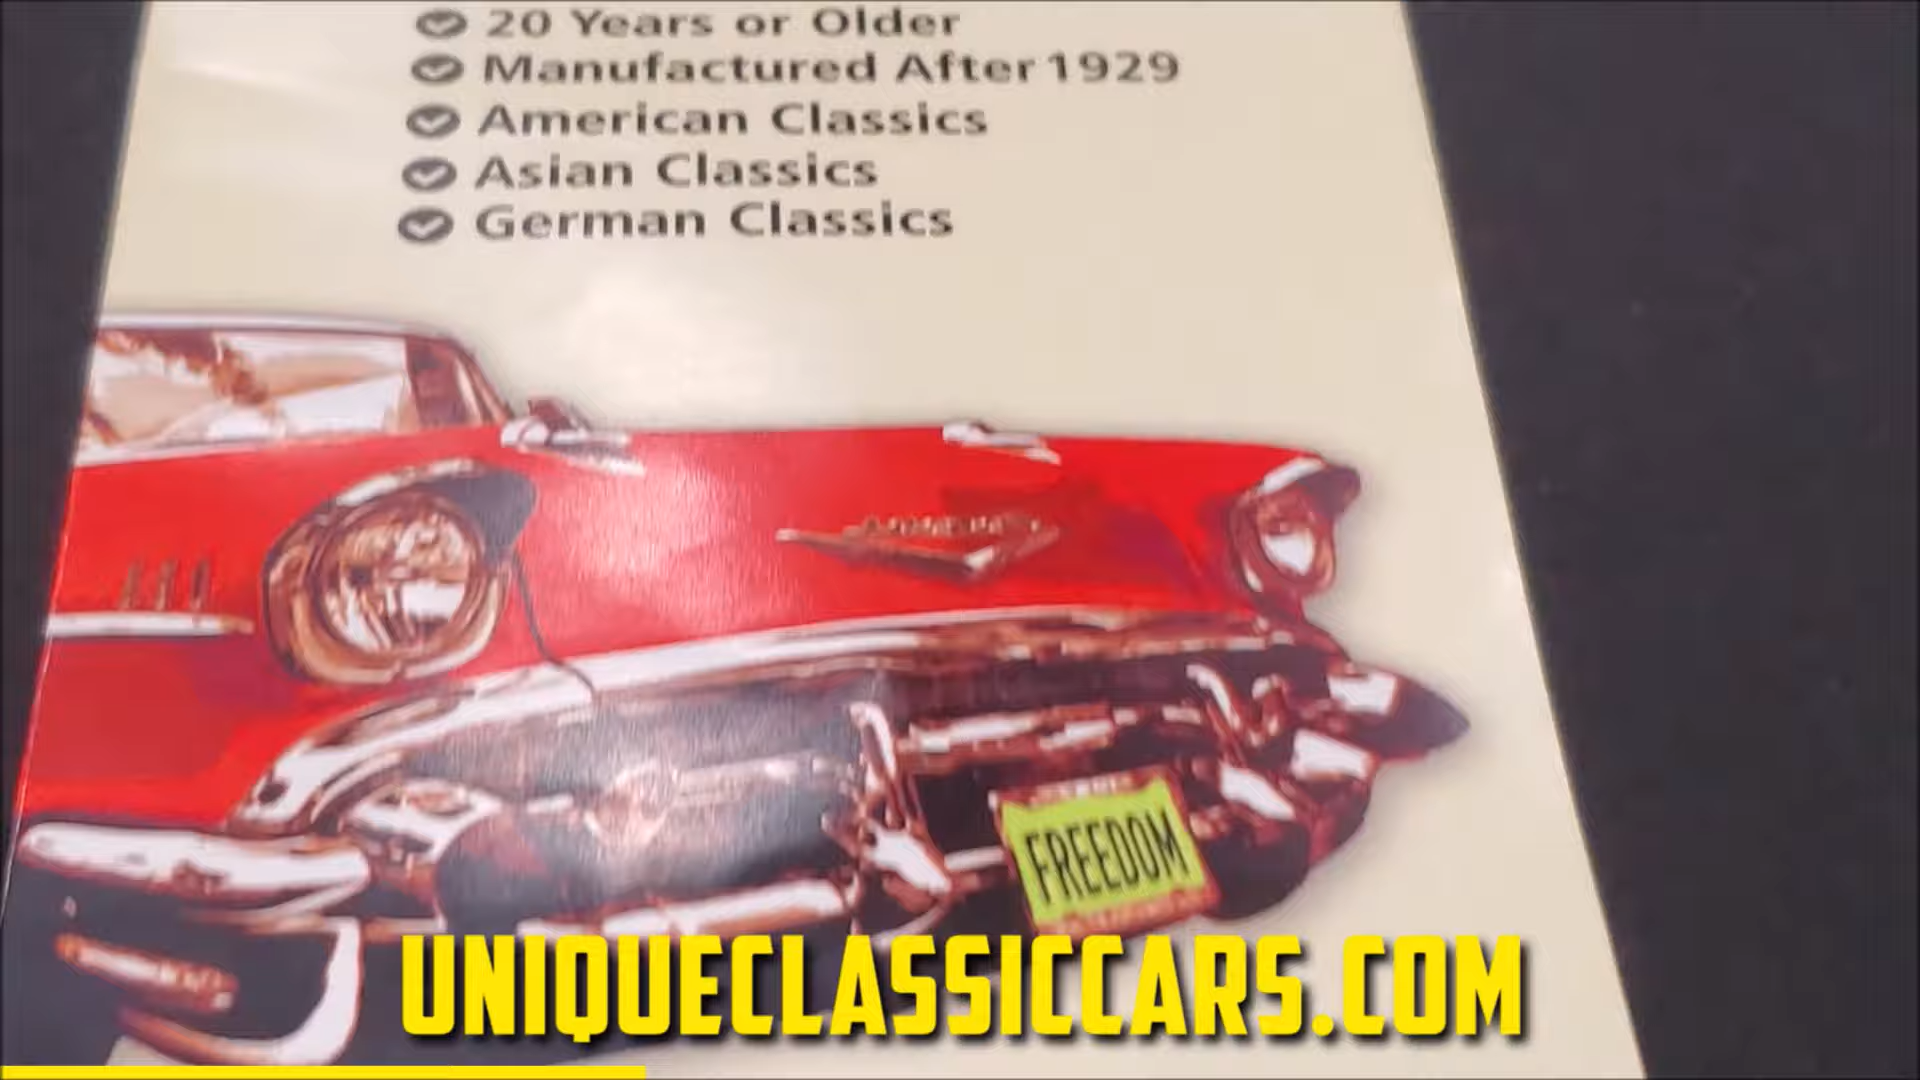 20 Years or Older
Manufactured After 1929
American Classics
Asian Classics
German Classics
FREEDOM
UNIQUECLASSICCARS.COM